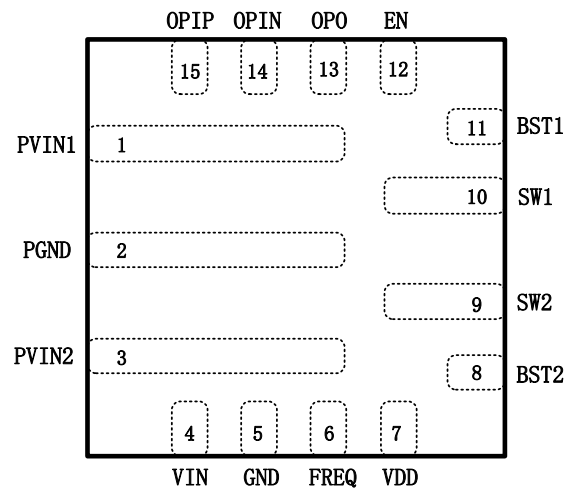 OPIP OPIN OPO EN
15 14 13 12
11 BST1
PVIN1 1
10 SW1
PGND 2
9 SW2
PVIN2 3
8 BST2
4 5 6 7
VIN GND FREQ VDD